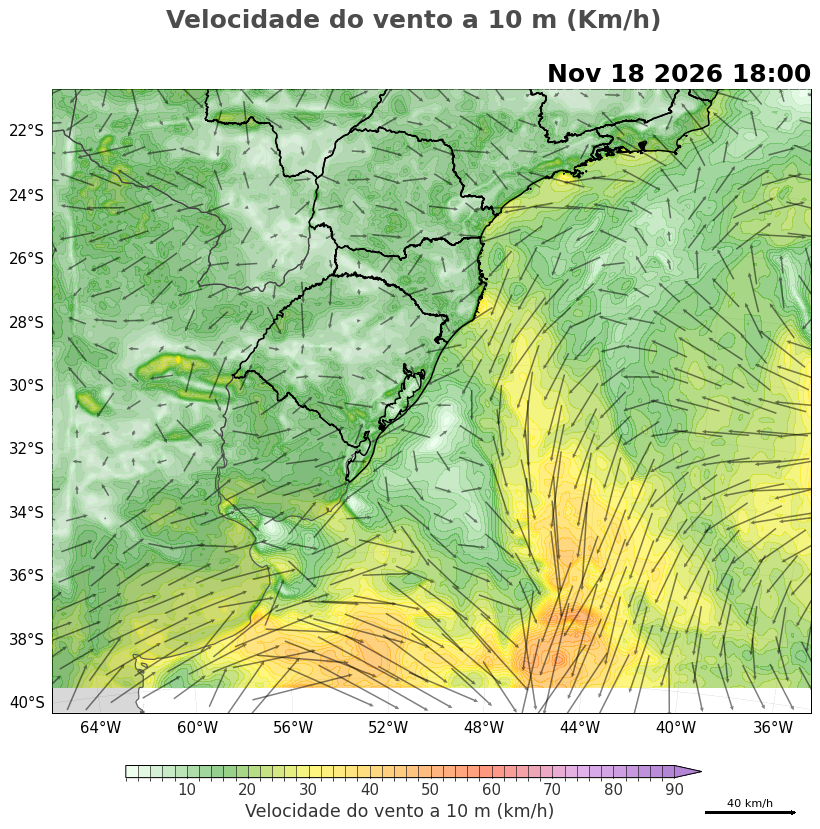 Velocidade do vento a 10 m (Km/h)
Nov 18 2026 18:00
22°S
24°S
26°S
28°S
30°S
32°S
34°S
36°S
38°S
40°S
64°W 60°W 56°W 52°W 48°W 44°W 40°W 36°W
10 20 30 40 50 60 70 80 90
Velocidade do vento a 10 m (km/h)
40 km/h